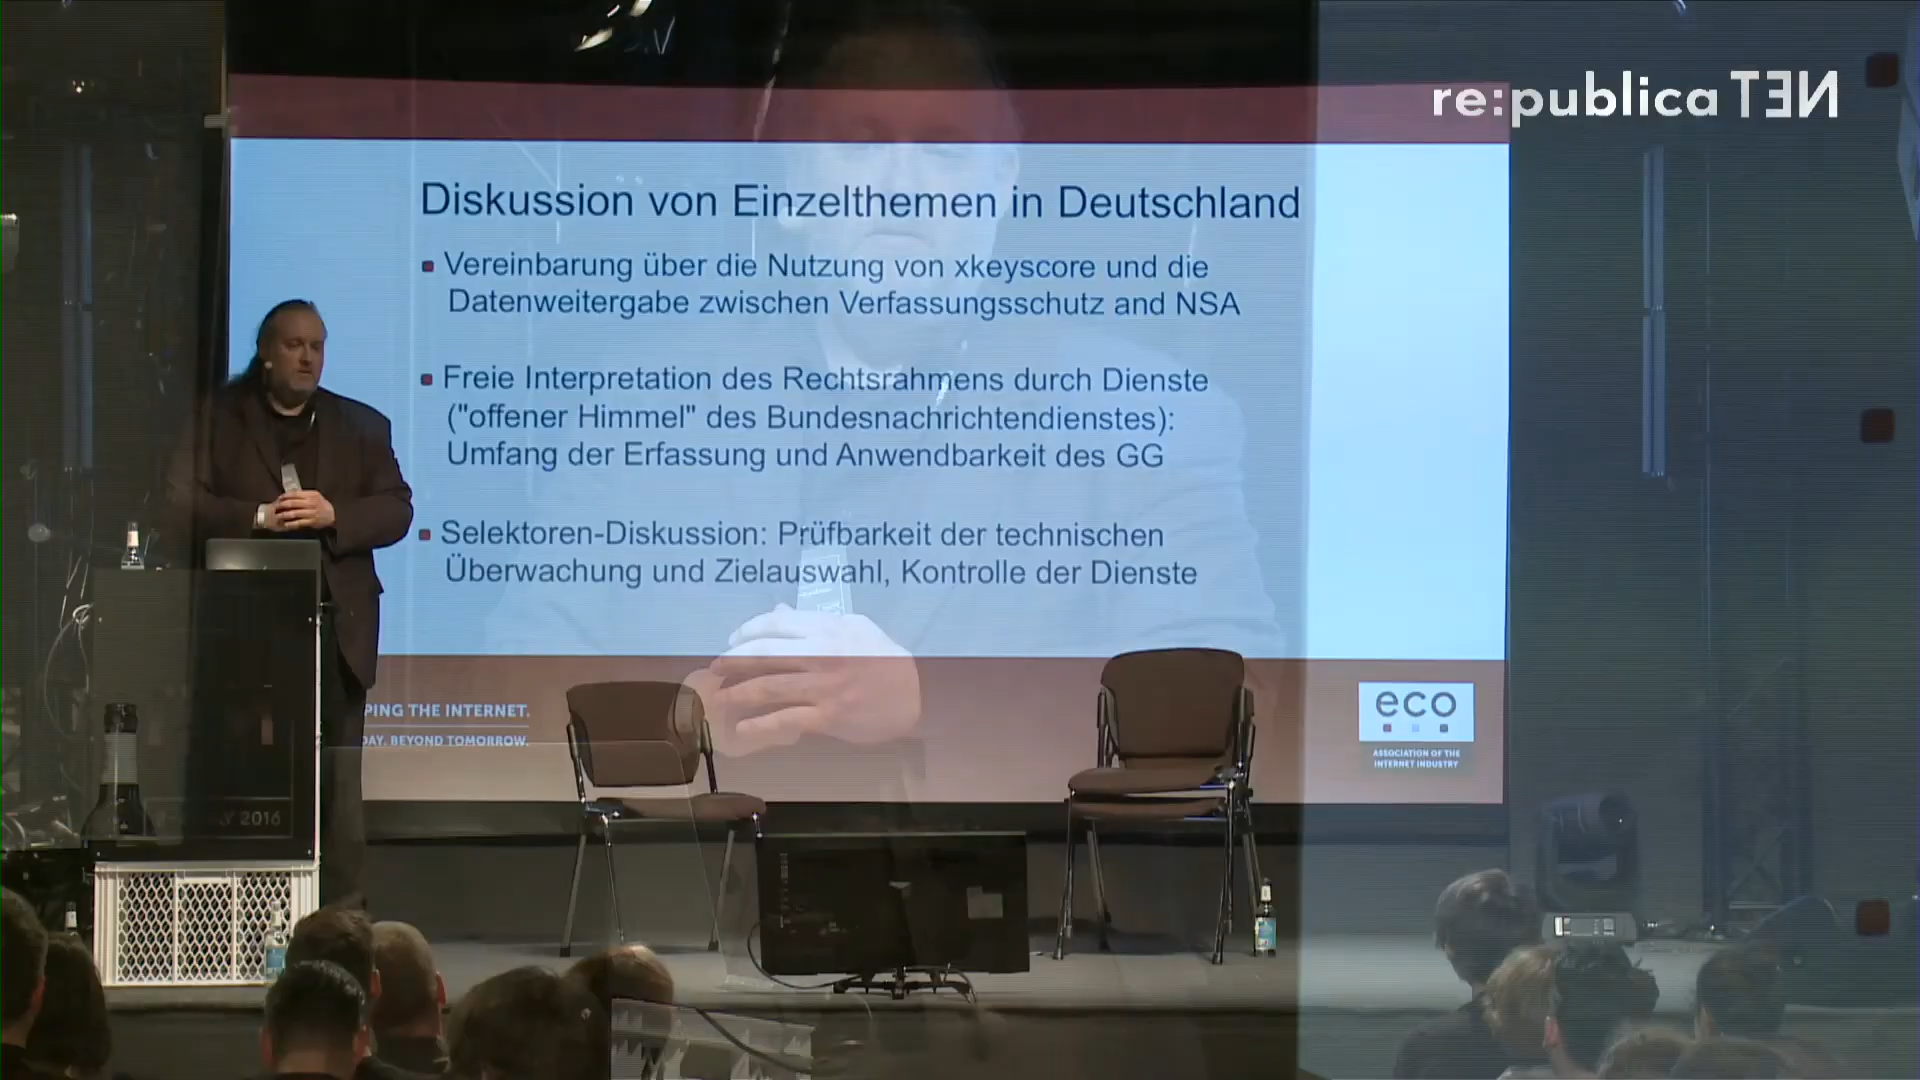 re:publica TEN
Diskussion von Einzelthemen in Deutschland
Vereinbarung über die Nutzung von xkeyscore und die
Datenweitergabe zwischen Verfassungsschutz and NSA
Freie Interpretation des Rechtsrahmens durch Dienste
("offener Himmel" des Bundesnachrichtendienstes):
Umfang der Erfassung und Anwendbarkeit des GG
Selektoren-Diskussion: Prüfbarkeit der technischen
Überwachung und Zielauswahl, Kontrolle der Dienste
PING THE INTERNET.
DAY. BEYOND TOMORROW.
eco
ASSOCIATION OF THE
INTERNET INDUSTRY
2016